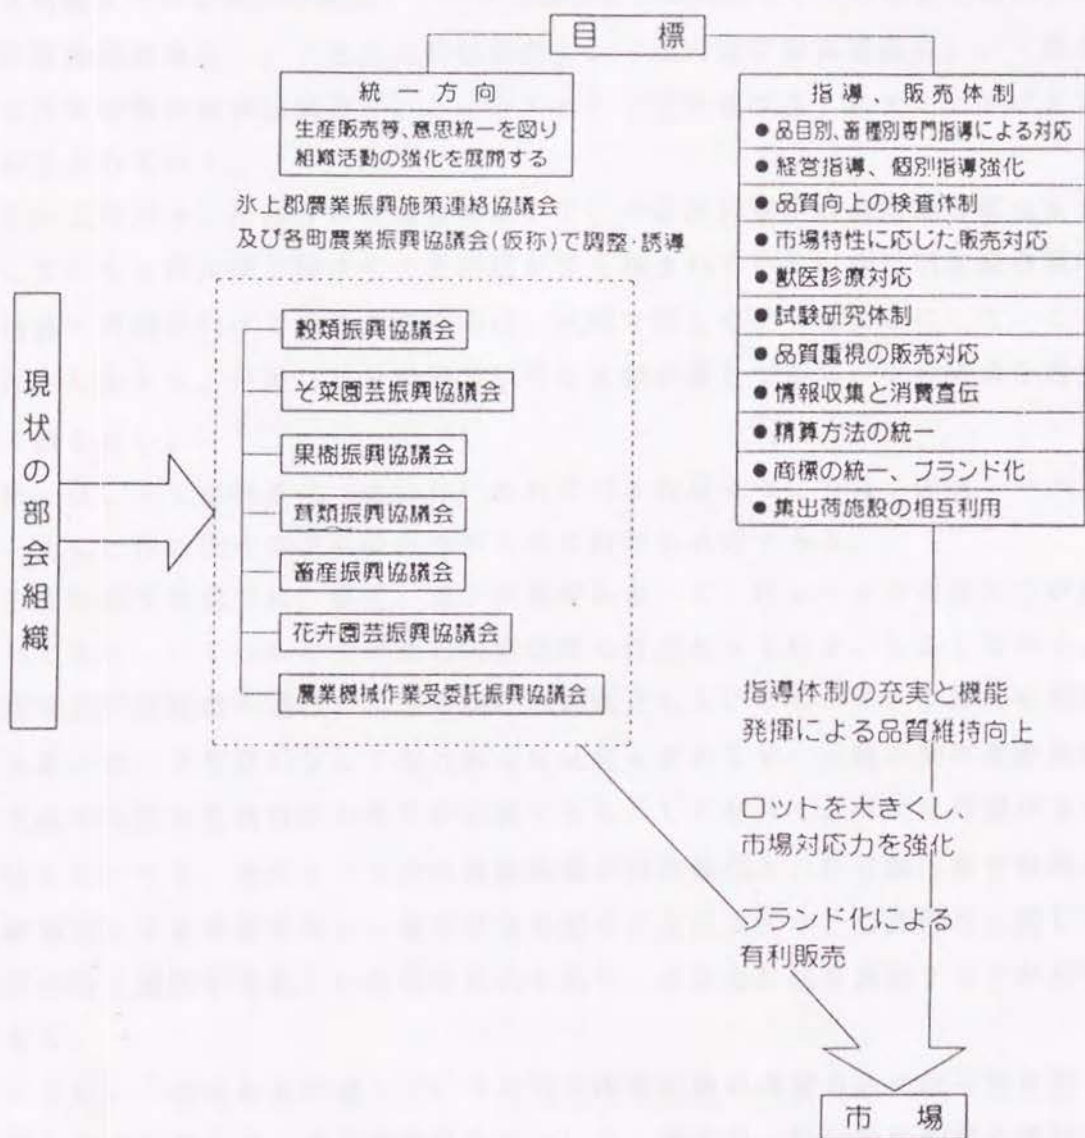 目 標
統 一 方 向
生産販売等、意思統一を図り
組織活動の強化を展開する
氷上郡農業振興施策連絡協議会
及び各町農業振興協議会(仮称)で調整・誘導
指 導 、 販 売 体 制
●品目別、畜種別専門指導による対応
●経営指導、個別指導強化
●品質向上の検査体制
●市場特性に応じた販売対応
●獣医診療対応
●試験研究体制
●品質重視の販売対応
●情報収集と消費宣伝
●精算方法の統一
●商標の統一、ブランド化
●集出荷施設の相互利用
現状の部会組織
穀類振興協議会
そ菜園芸振興協議会
果樹振興協議会
茸類振興協議会
畜産振興協議会
花卉園芸振興協議会
農業機械作業受委託振興協議会
指導体制の充実と機能
発揮による品質維持向上
ロットを大きくし、
市場対応力を強化
ブランド化による
有利販売
市 場